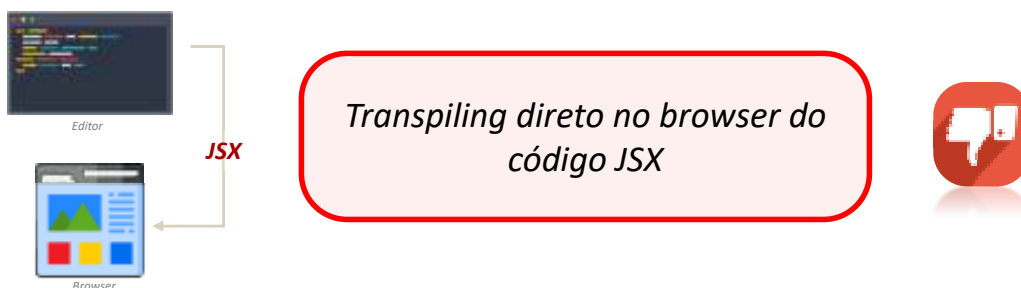 Editor
JSX
Transpiling direto no browser do
código JSX
Browser